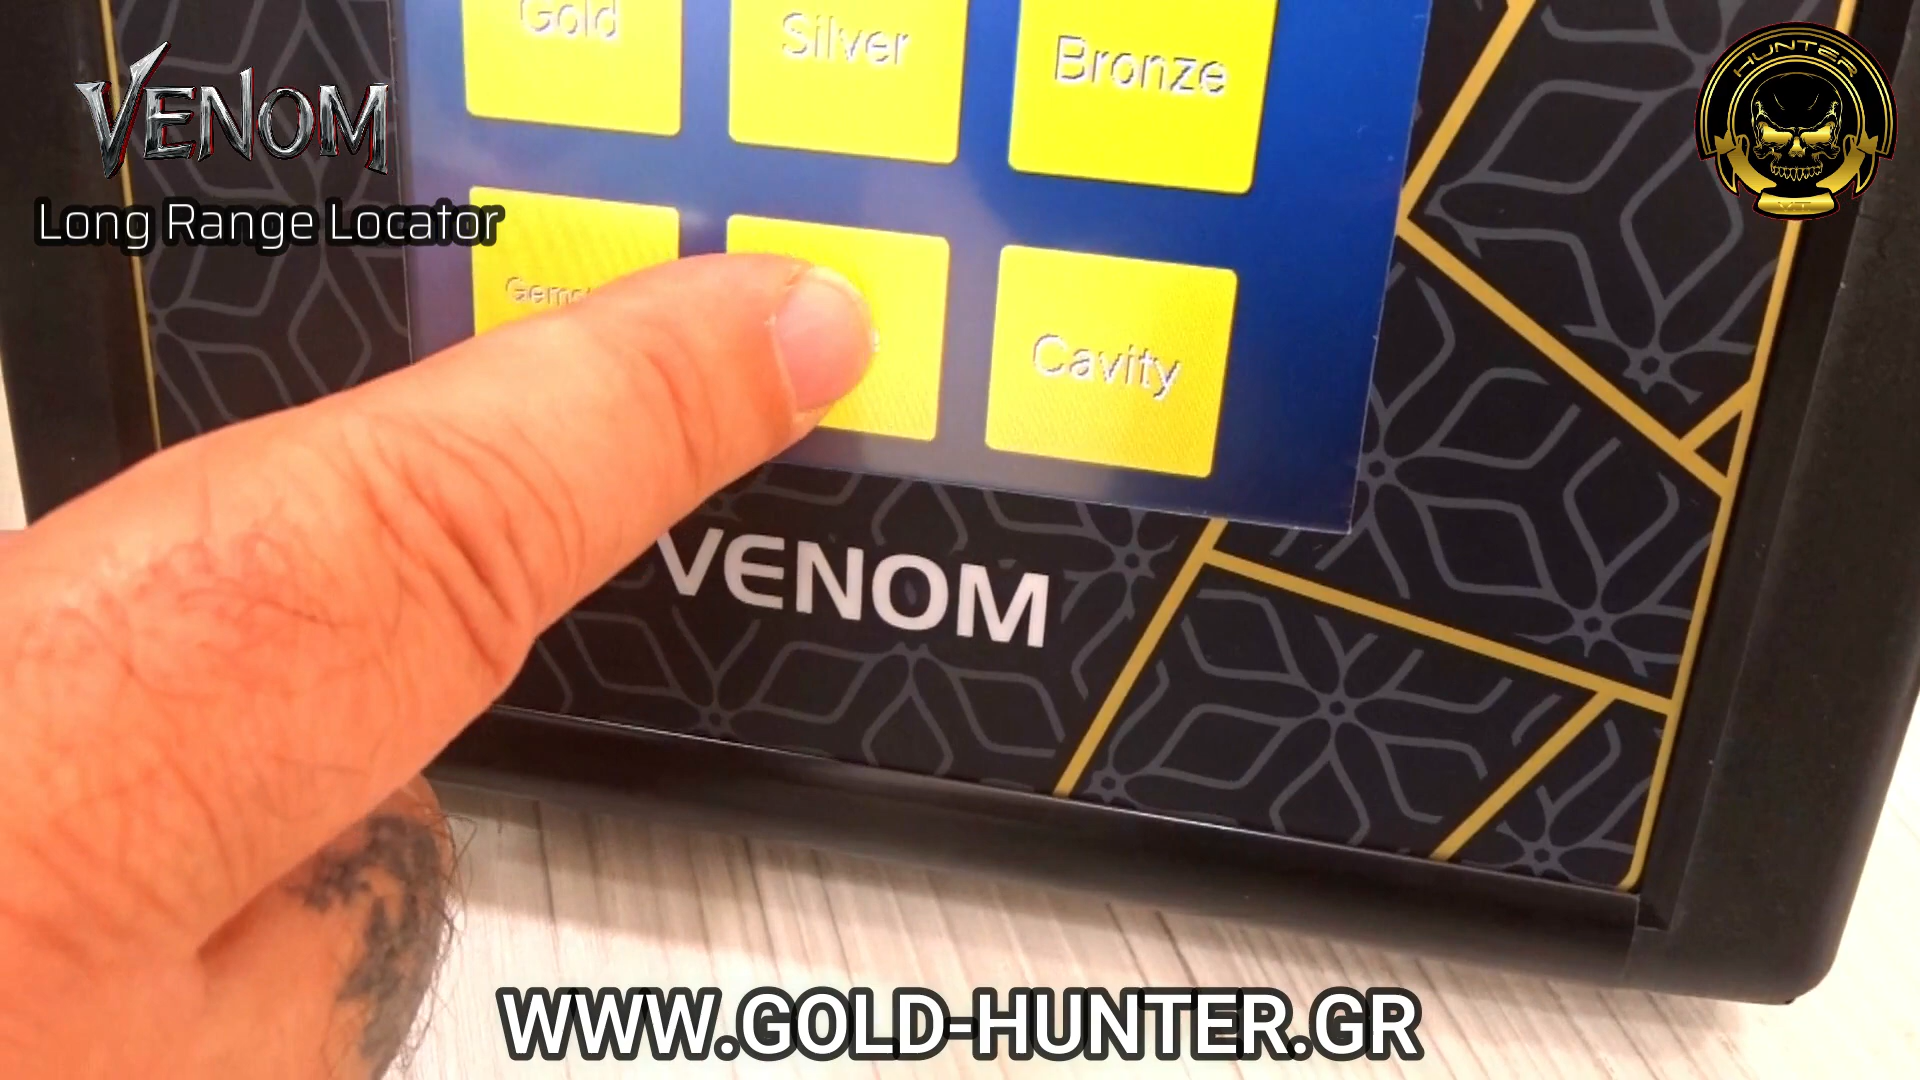 VENOM
Long Range Locator
HUNTER
Gold
Silver
Bronze
Cavity
VENOM
WWW.GOLD-HUNTER.GR